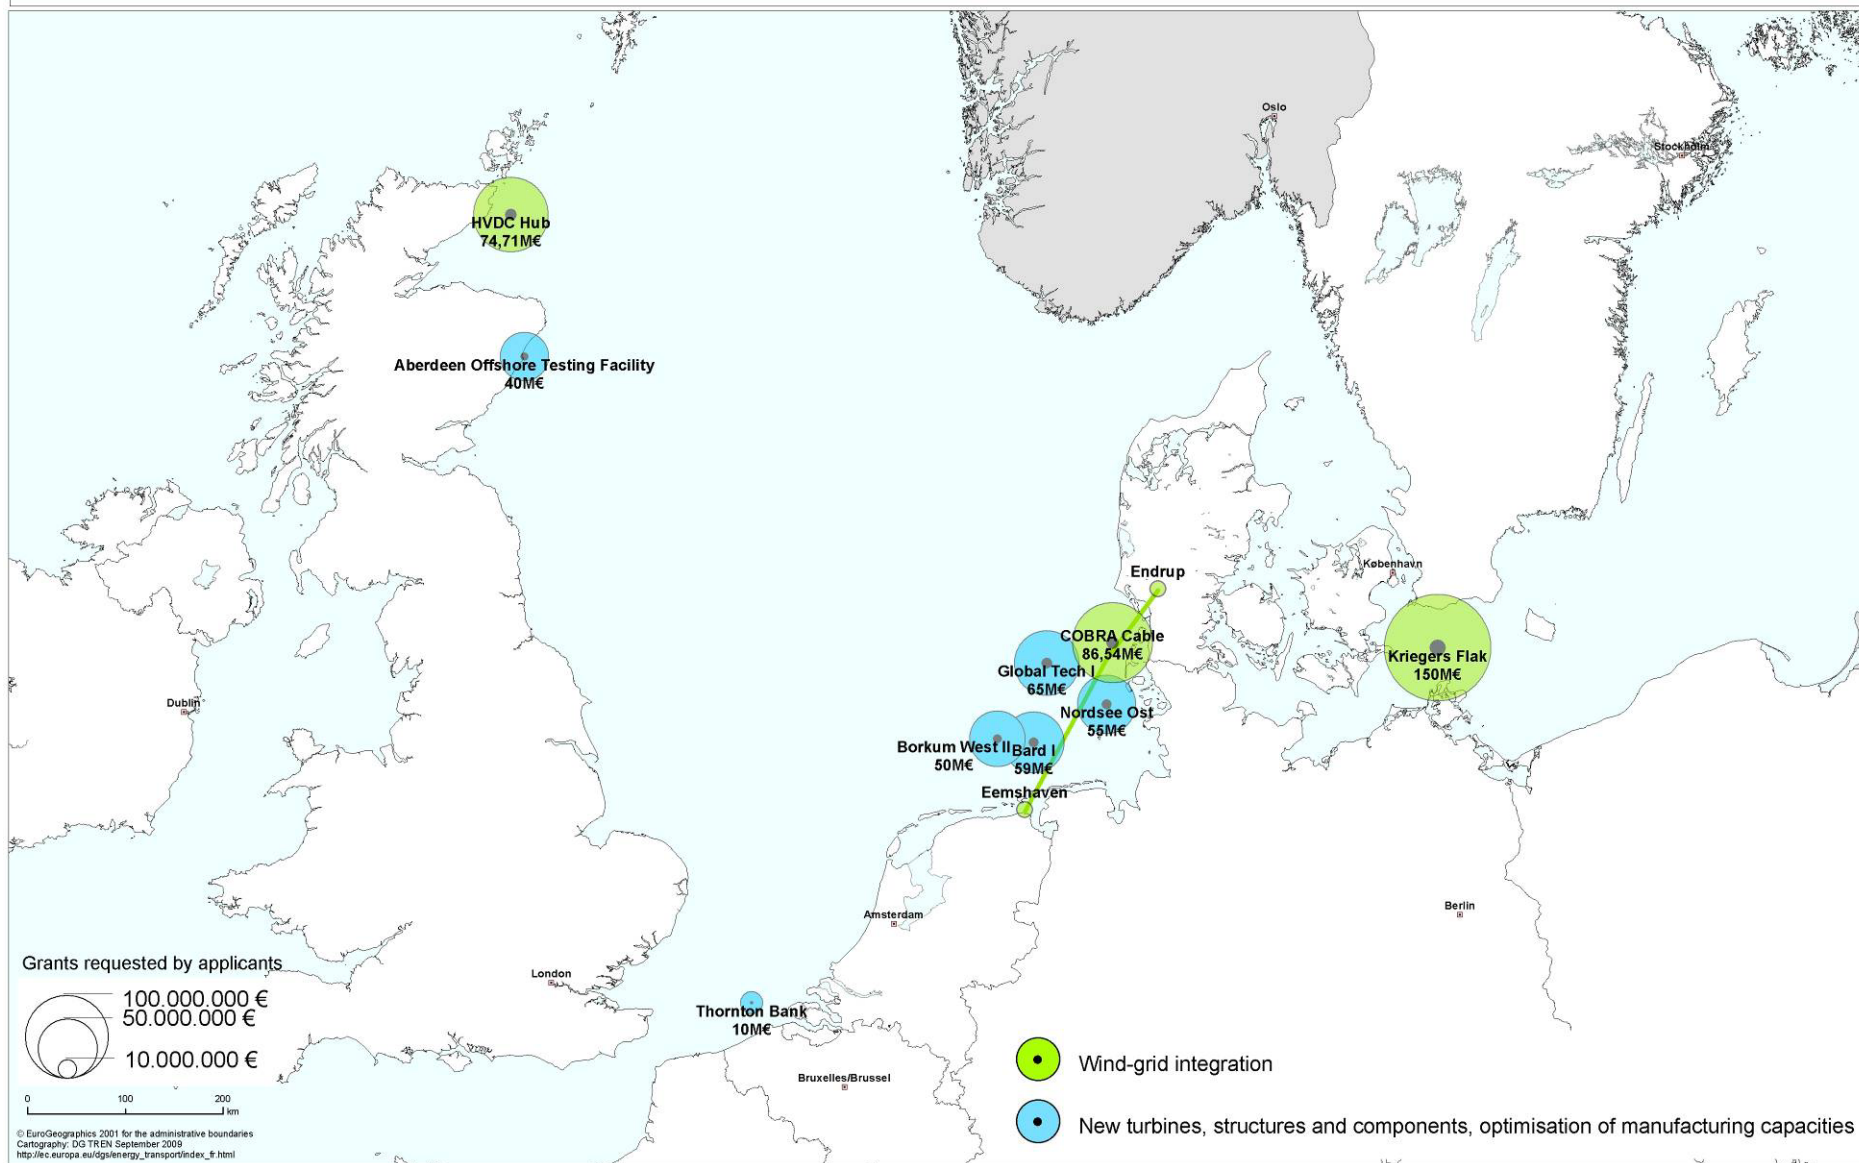 Oslo
Stockholm
HVDC Hub
74,71M€
Aberdeen Offshore Testing Facility
40M€
København
Endrup
COBRA Cable
86,54M€
Global Tech I
65M€
Kriegers Flak
150M€
Nordsee Ost
55M€
Borkum West II
50M€
Bard I
59M€
Eemshaven
Dublin
Amsterdam
Berlin
London
Thornton Bank
10M€
Bruxelles/Brussel
Grants requested by applicants
100.000.000 €
50.000.000 €
10.000.000 €
0 100 200
km
Wind-grid integration
New turbines, structures and components, optimisation of manufacturing capacities
© EuroGeographics 2001 for the administrative boundaries
Cartography: DG TREN September 2009
http://ec.europa.eu/dgs/energy_transport/index_fr.html